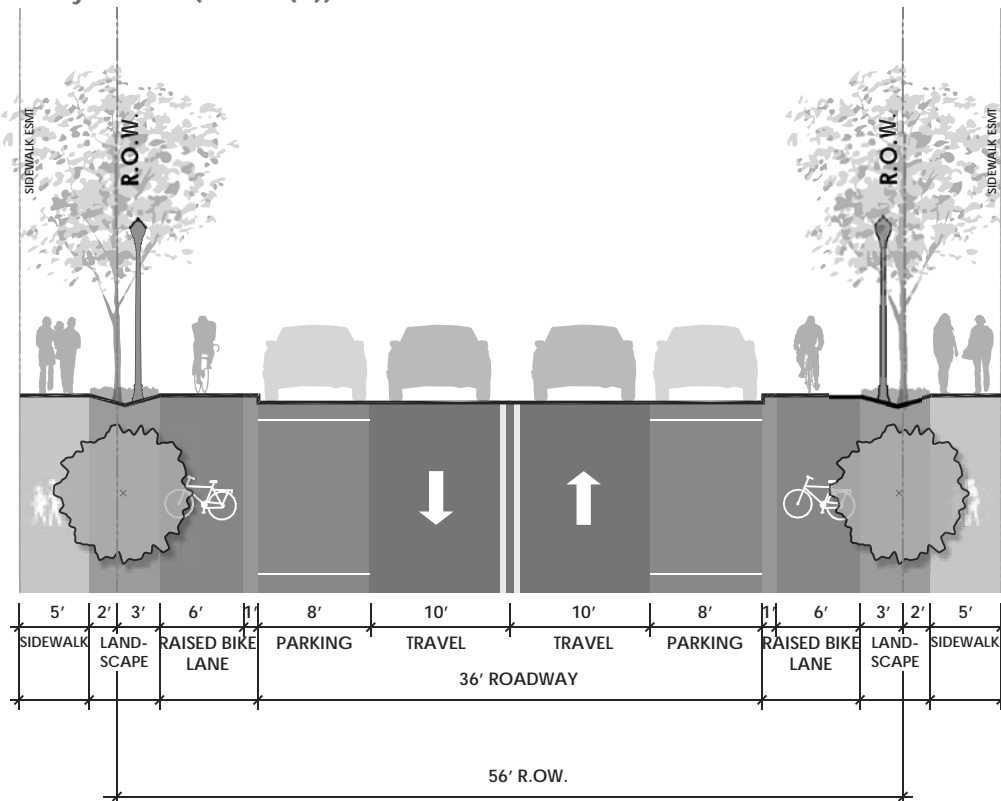 SIDEWALK ESMT
R.O.W.
R.O.W.
SIDEWALK ESMT
5' 2' 3' 6' 1' 8' 10' 10' 8' 1' 6' 3' 2' 5'
SIDEWALK LAND- RAISED BIKE PARKING TRAVEL TRAVEL PARKING RAISED BIKE LAND- SIDEWALK
SCAPE LANE LANE SCAPE
36' ROADWAY
56' R.OW.